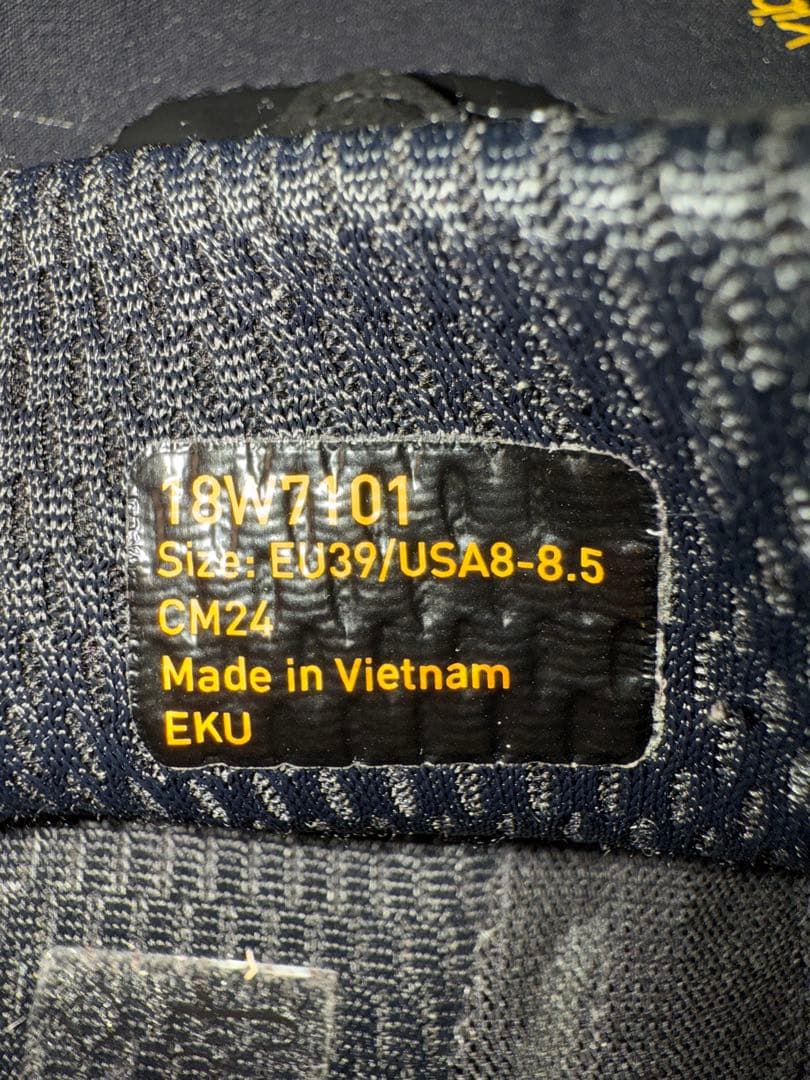 18W7101
Size: EU39/USA8-8.5
CM24
Made in Vietnam
EKU